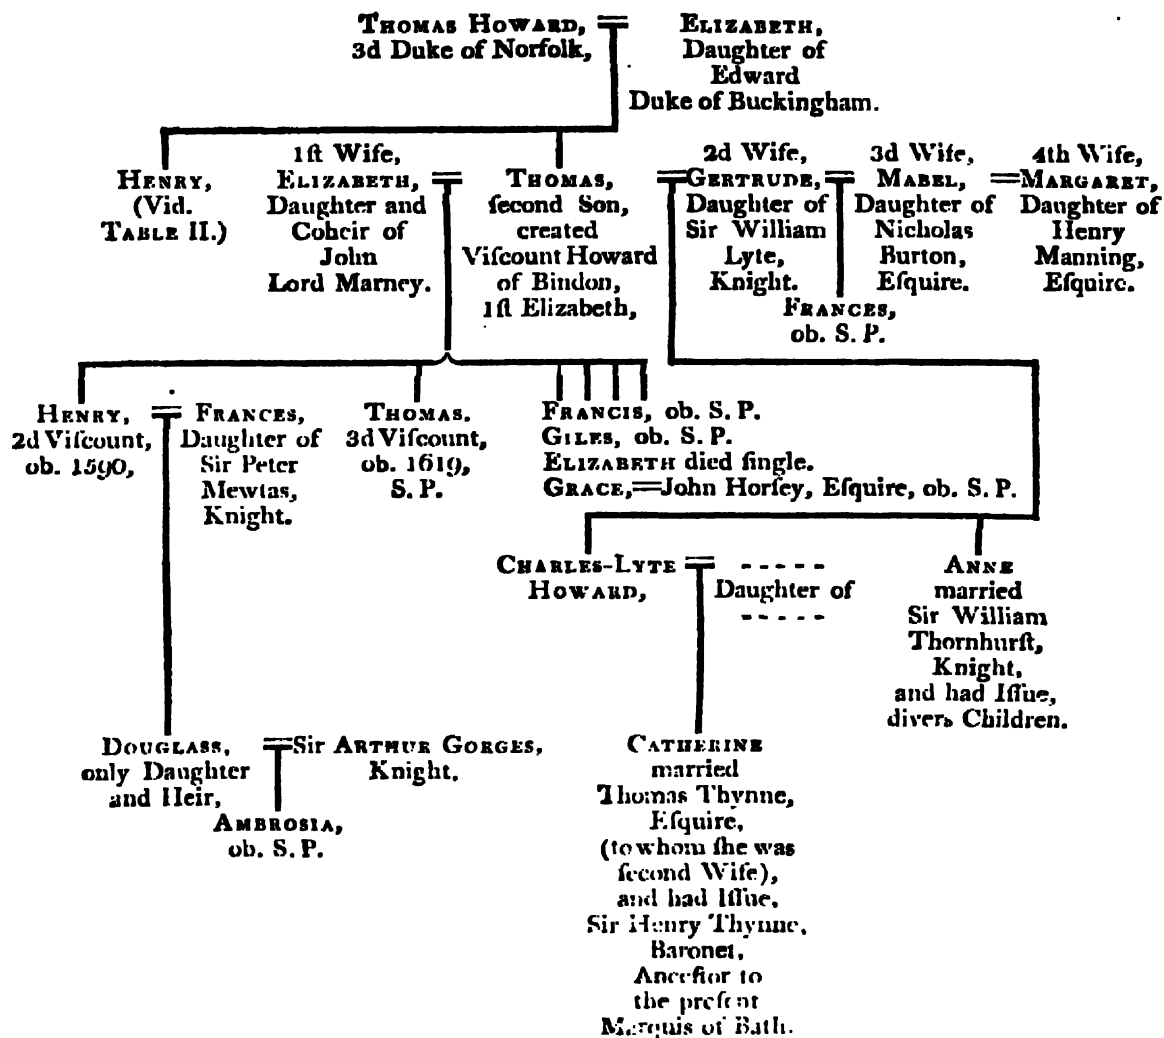 THOMAS HOWARD,
3d Duke of Norfolk,
ELIZABETH,
Daughter of
Edward
Duke of Buckingham.
HENRY,
(Vid.
TABLE II.)
1ſt Wife,
ELIZABETH,
Daughter and
Coheir of
John
Lord Marney.
THOMAS,
ſecond Son,
created
Viſcount Howard
of Bindon,
1ſt Elizabeth,
2d Wife,
GERTRUDE,
Daughter of
Sir William
Lyte,
Knight.
3d Wife,
MABEL,
Daughter of
Nicholas
Burton,
Eſquire.
4th Wife,
MARGARET,
Daughter of
Henry
Manning,
Eſquire.
FRANCES,
ob. S. P.
HENRY,
2d Viſcount,
ob. 1590,
FRANCES,
Daughter of
Sir Peter
Mewtas,
Knight.
THOMAS.
3d Viſcount,
ob. 1619,
S. P.
FRANCIS, ob. S. P.
GILES, ob. S. P.
ELIZABETH died ſingle.
GRACE,=John Horſey, Eſquire, ob. S. P.
CHARLES-LYTE
HOWARD,
- - - - -
Daughter of
- - - - -
ANNE
married
Sir William
Thornhurſt,
Knight,
and had Iſſue,
divers Children.
DOUGLASS,
only Daughter
and Heir,
Sir ARTHUR GORGES,
Knight.
AMBROSIA,
ob. S. P.
CATHERINE
married
Thomas Thynne,
Eſquire,
(to whom ſhe was
ſecond Wife),
and had Iſſue,
Sir Henry Thynne,
Baronet,
Anceſtor to
the preſent
Marquis of Bath.